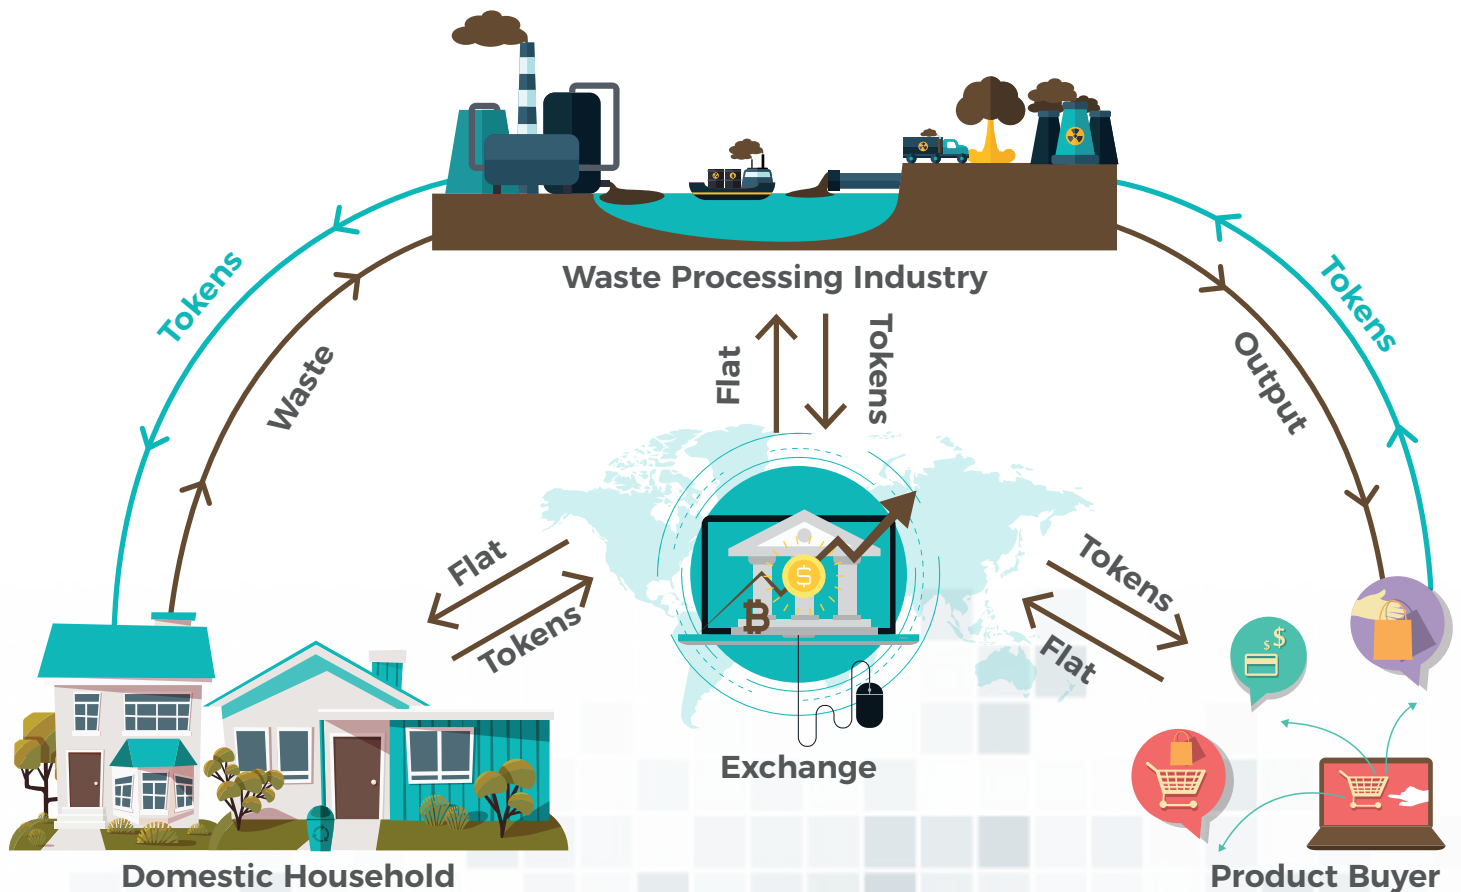 Waste Processing Industry
Tokens
Waste
Flat
Tokens
Output
Tokens
Flat
Tokens
Tokens
Flat
Exchange
Domestic Household
Product Buyer